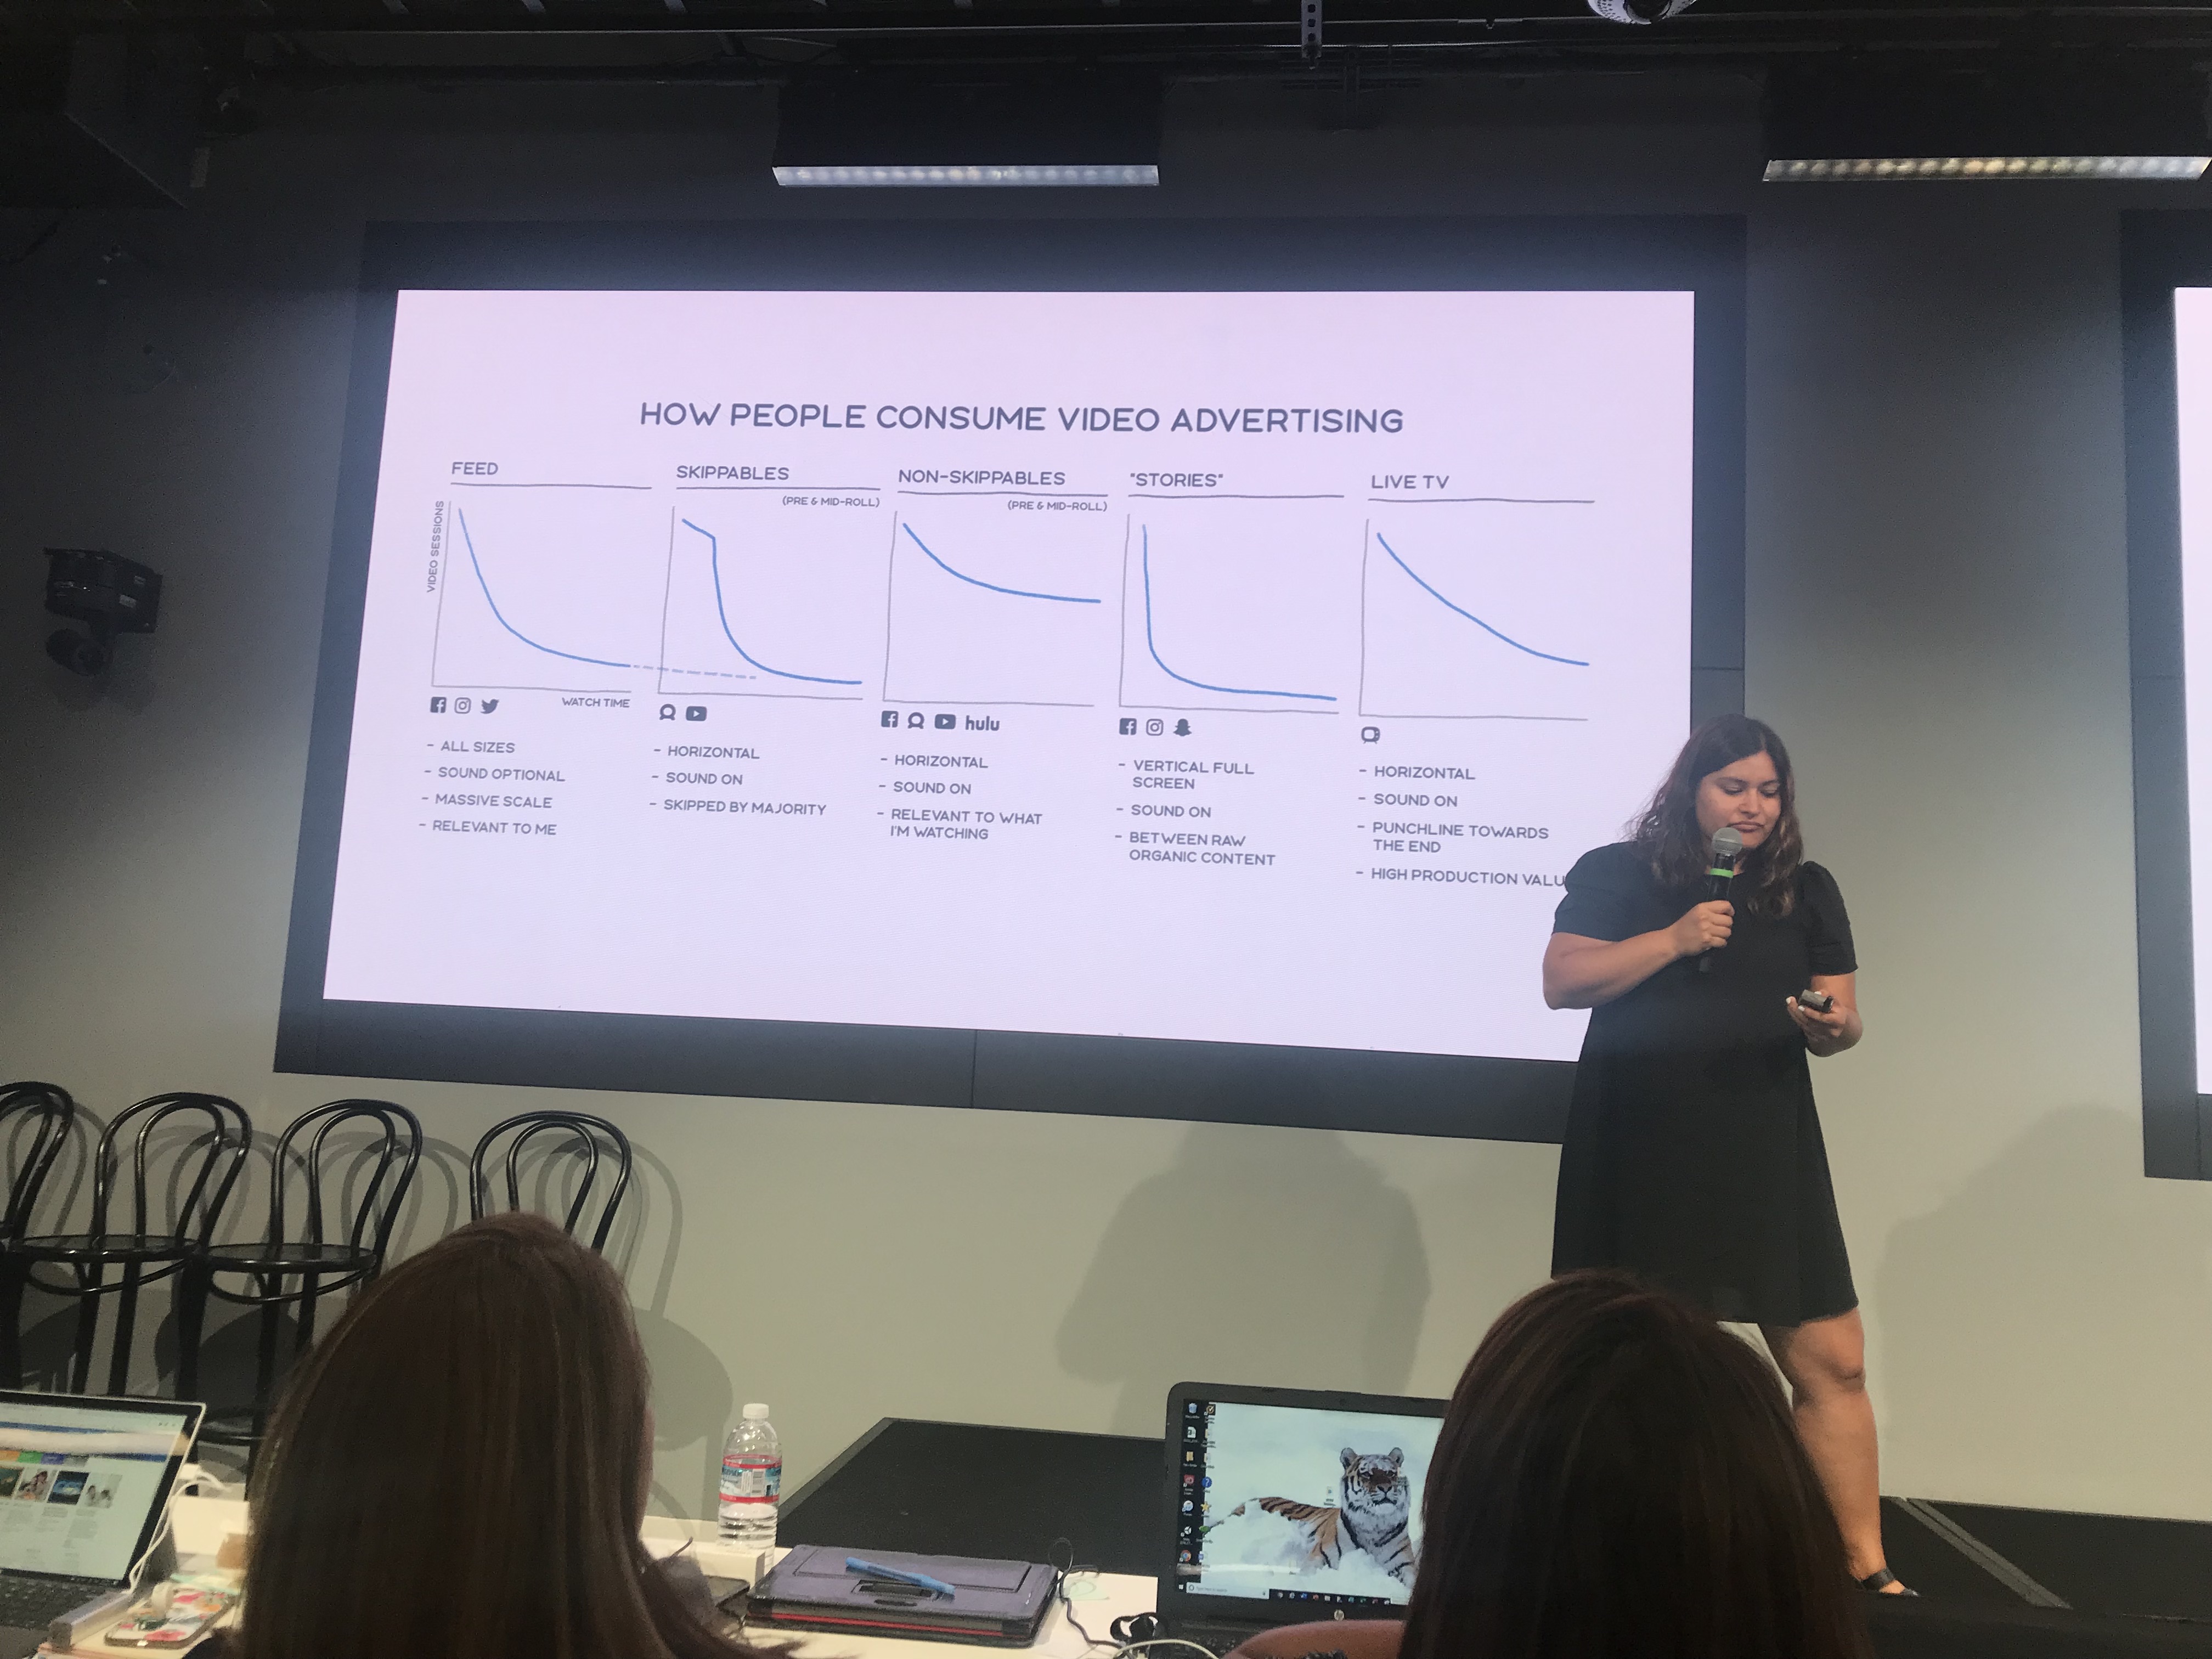 HOW PEOPLE CONSUME VIDEO ADVERTISING
FEED
VIDEO SESSIONS
WATCH TIME
- ALL SIZES
- SOUND OPTIONAL
- MASSIVE SCALE
- RELEVANT TO ME
SKIPPABLES
(PRE & MID-ROLL)
- HORIZONTAL
- SOUND ON
- SKIPPED BY MAJORITY
NON-SKIPPABLES
(PRE & MID-ROLL)
hulu
- HORIZONTAL
- SOUND ON
- RELEVANT TO WHAT
I'M WATCHING
"STORIES"
- VERTICAL FULL
SCREEN
- SOUND ON
- BETWEEN RAW
ORGANIC CONTENT
LIVE TV
- HORIZONTAL
- SOUND ON
- PUNCHLINE TOWARDS
THE END
- HIGH PRODUCTION VALU
hp